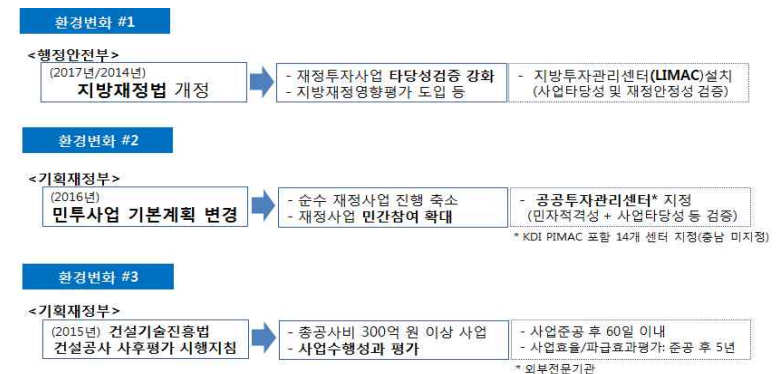 환경변화 #1
<행정안전부>
(2017년/2014년)
지방재정법 개정
- 재정투자사업 타당성검증 강화
- 지방재정영향평가 도입 등
- 지방투자관리센터(LIMAC)설치
(사업타당성 및 재정안정성 검증)
환경변화 #2
<기획재정부>
(2016년)
민투사업 기본계획 변경
- 순수 재정사업 진행 축소
- 재정사업 민간참여 확대
- 공공투자관리센터* 지정
(민자적격성 + 사업타당성 등 검증)
* KDI PIMAC 포함 14개 센터 지정(충남 미지정)
환경변화 #3
<기획재정부>
(2015년) 건설기술진흥법
건설공사 사후평가 시행지침
- 총공사비 300억 원 이상 사업
- 사업수행성과 평가
- 사업준공 후 60일 이내
- 사업효율/파급효과평가: 준공 후 5년
* 외부전문기관